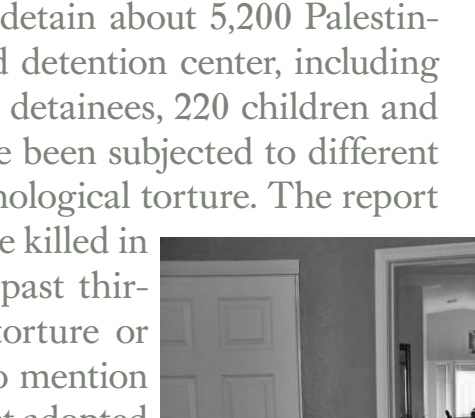 detain about 5,200 Palestin-
detention center, including
detainees, 220 children and
been subjected to different
torture. The report
killed in
past thir-
torture or
mention
adopted